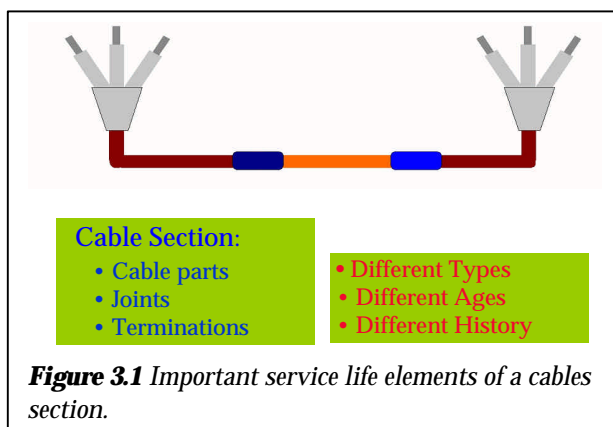 Cable Section:
• Cable parts
• Joints
• Terminations
• Different Types
• Different Ages
• Different History
Figure 3.1 Important service life elements of a cables
section.